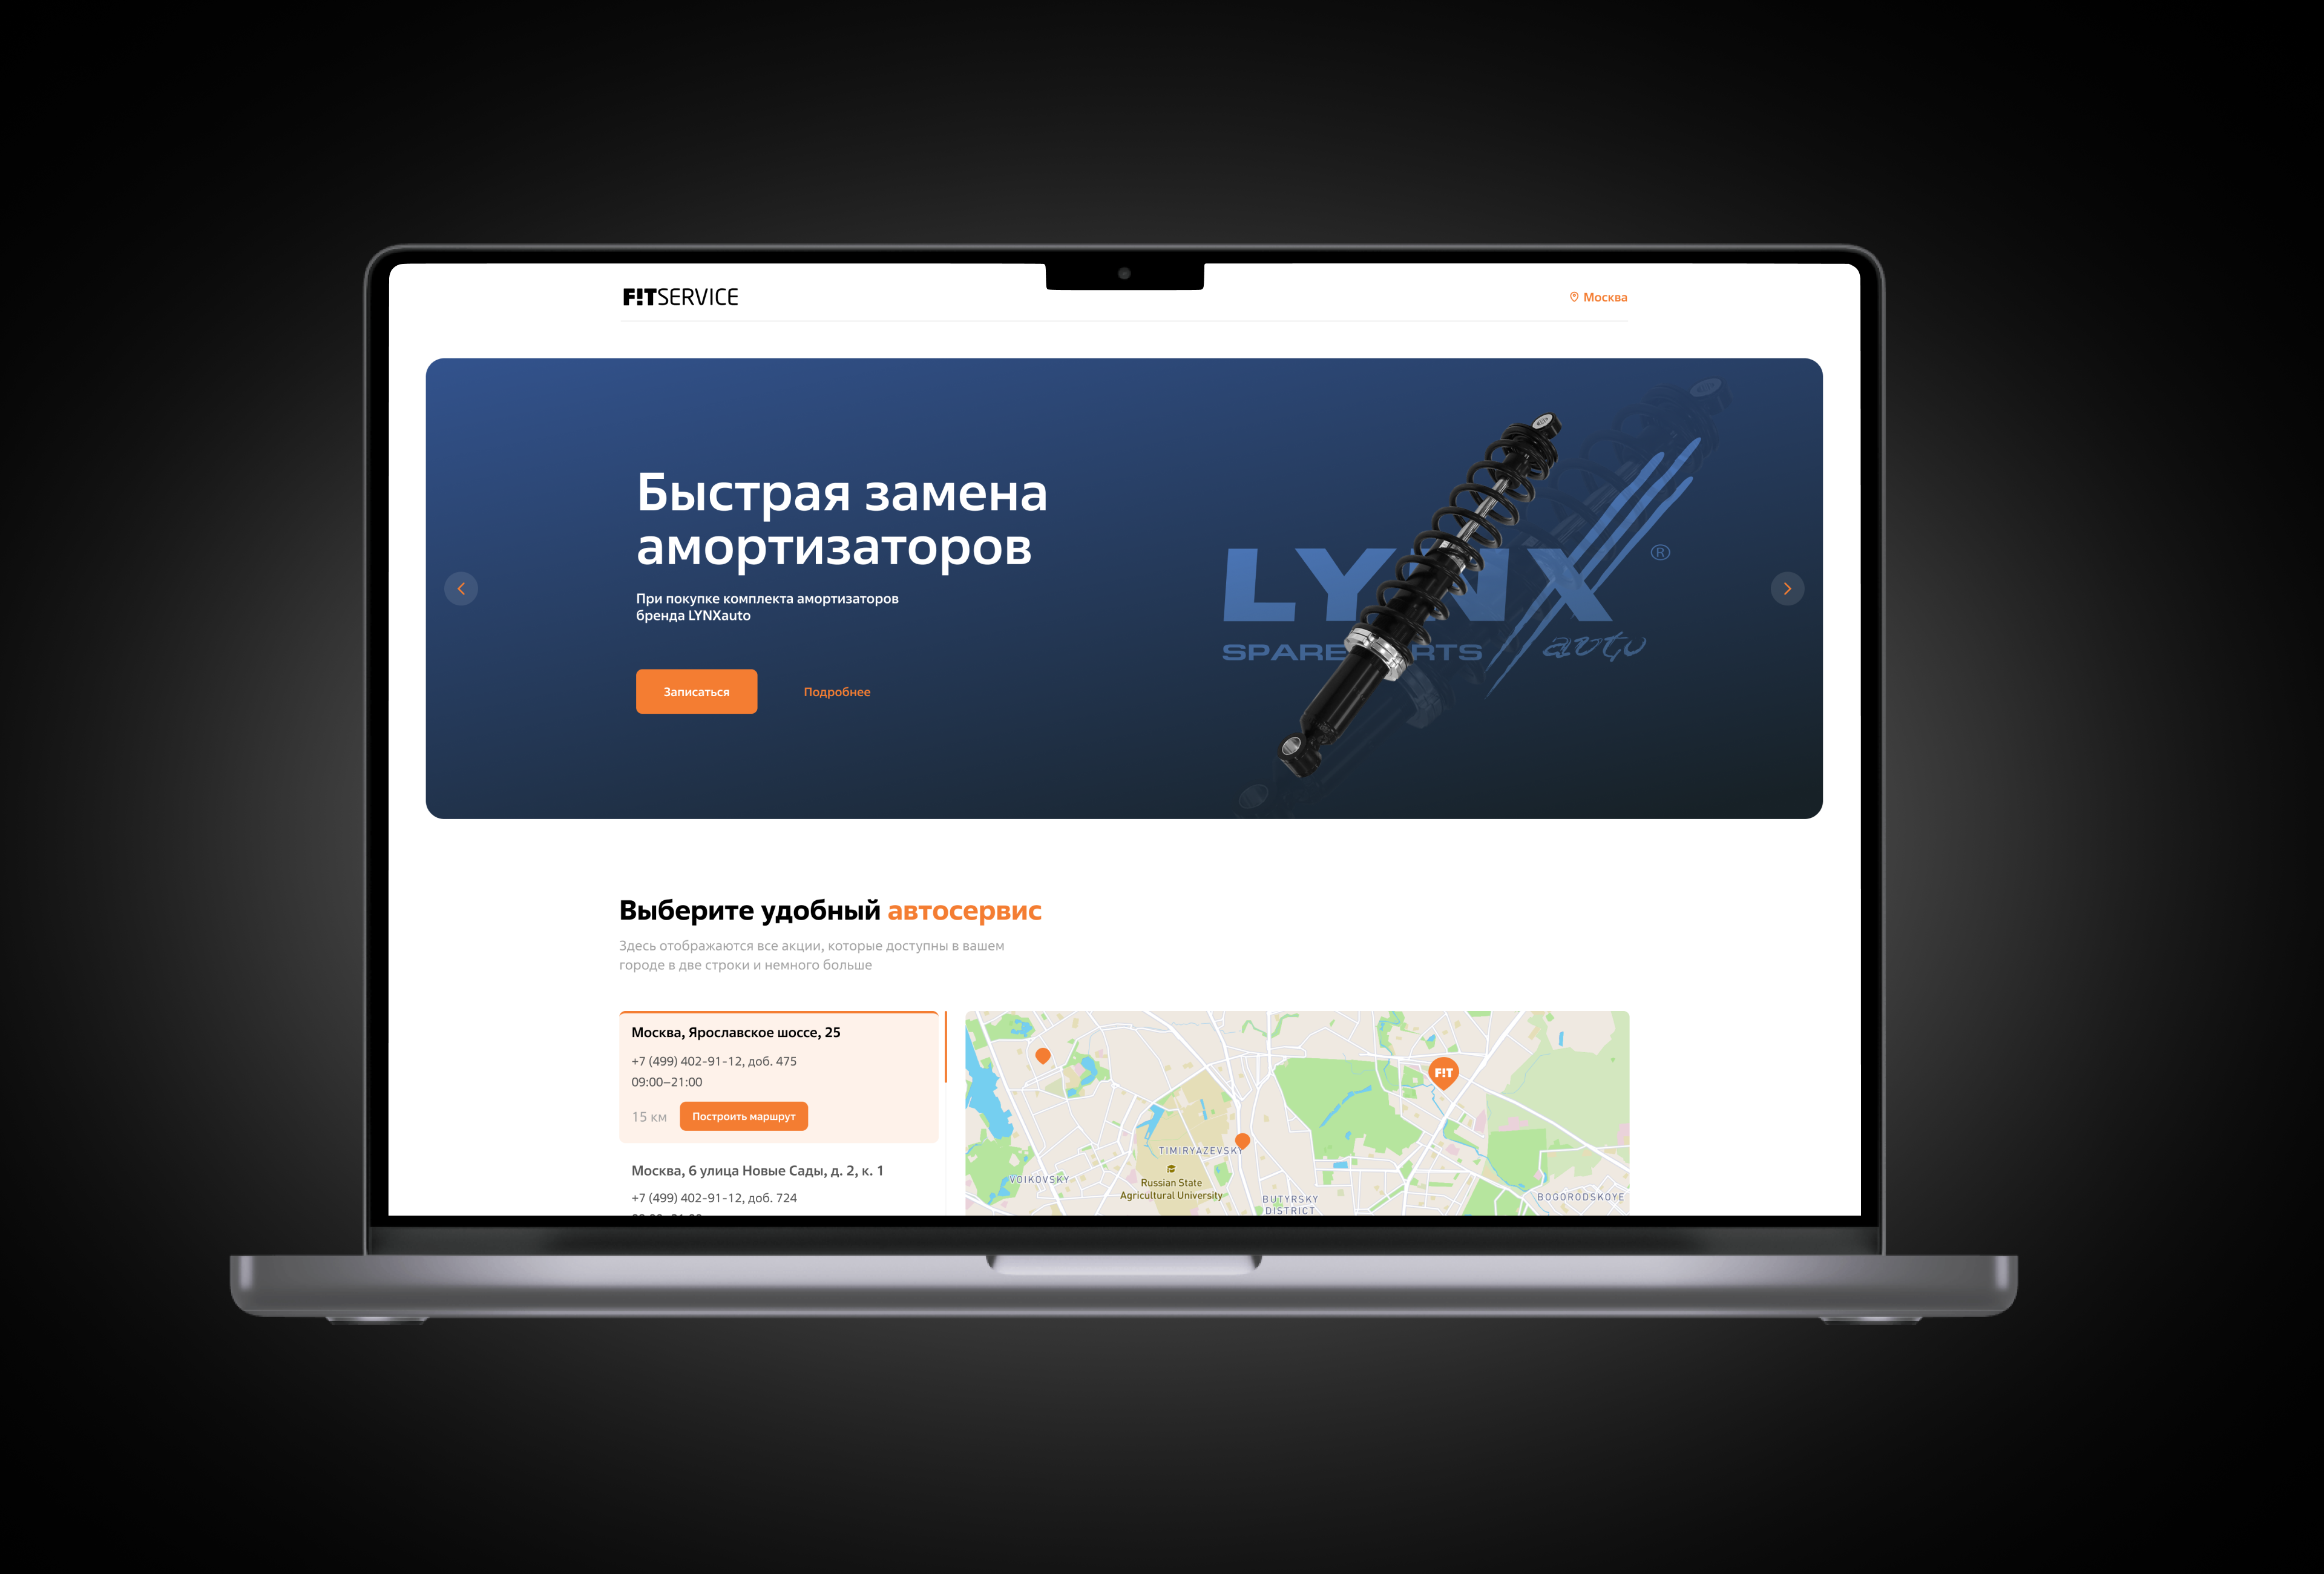 F!TSERVICE
Москва
Быстрая замена
амортизаторов
При покупке комплекта амортизаторов
бренда LYNXauto
Записаться
Подробнее
LYNX ®
SPARE PARTS auto
Выберите удобный автосервис
Здесь отображаются все акции, которые доступны в вашем
городе в две строки и немного больше
Москва, Ярославское шоссе, 25
+7 (499) 402-91-12, доб. 475
09:00–21:00
15 км
Построить маршрут
Москва, 6 улица Новые Сады, д. 2, к. 1
+7 (499) 402-91-12, доб. 724
F!T
TIMIRYAZEVSKY
VOIKOVSKY
Russian State
Agricultural University
BUTYRSKY
DISTRICT
BOGORODSKOYE